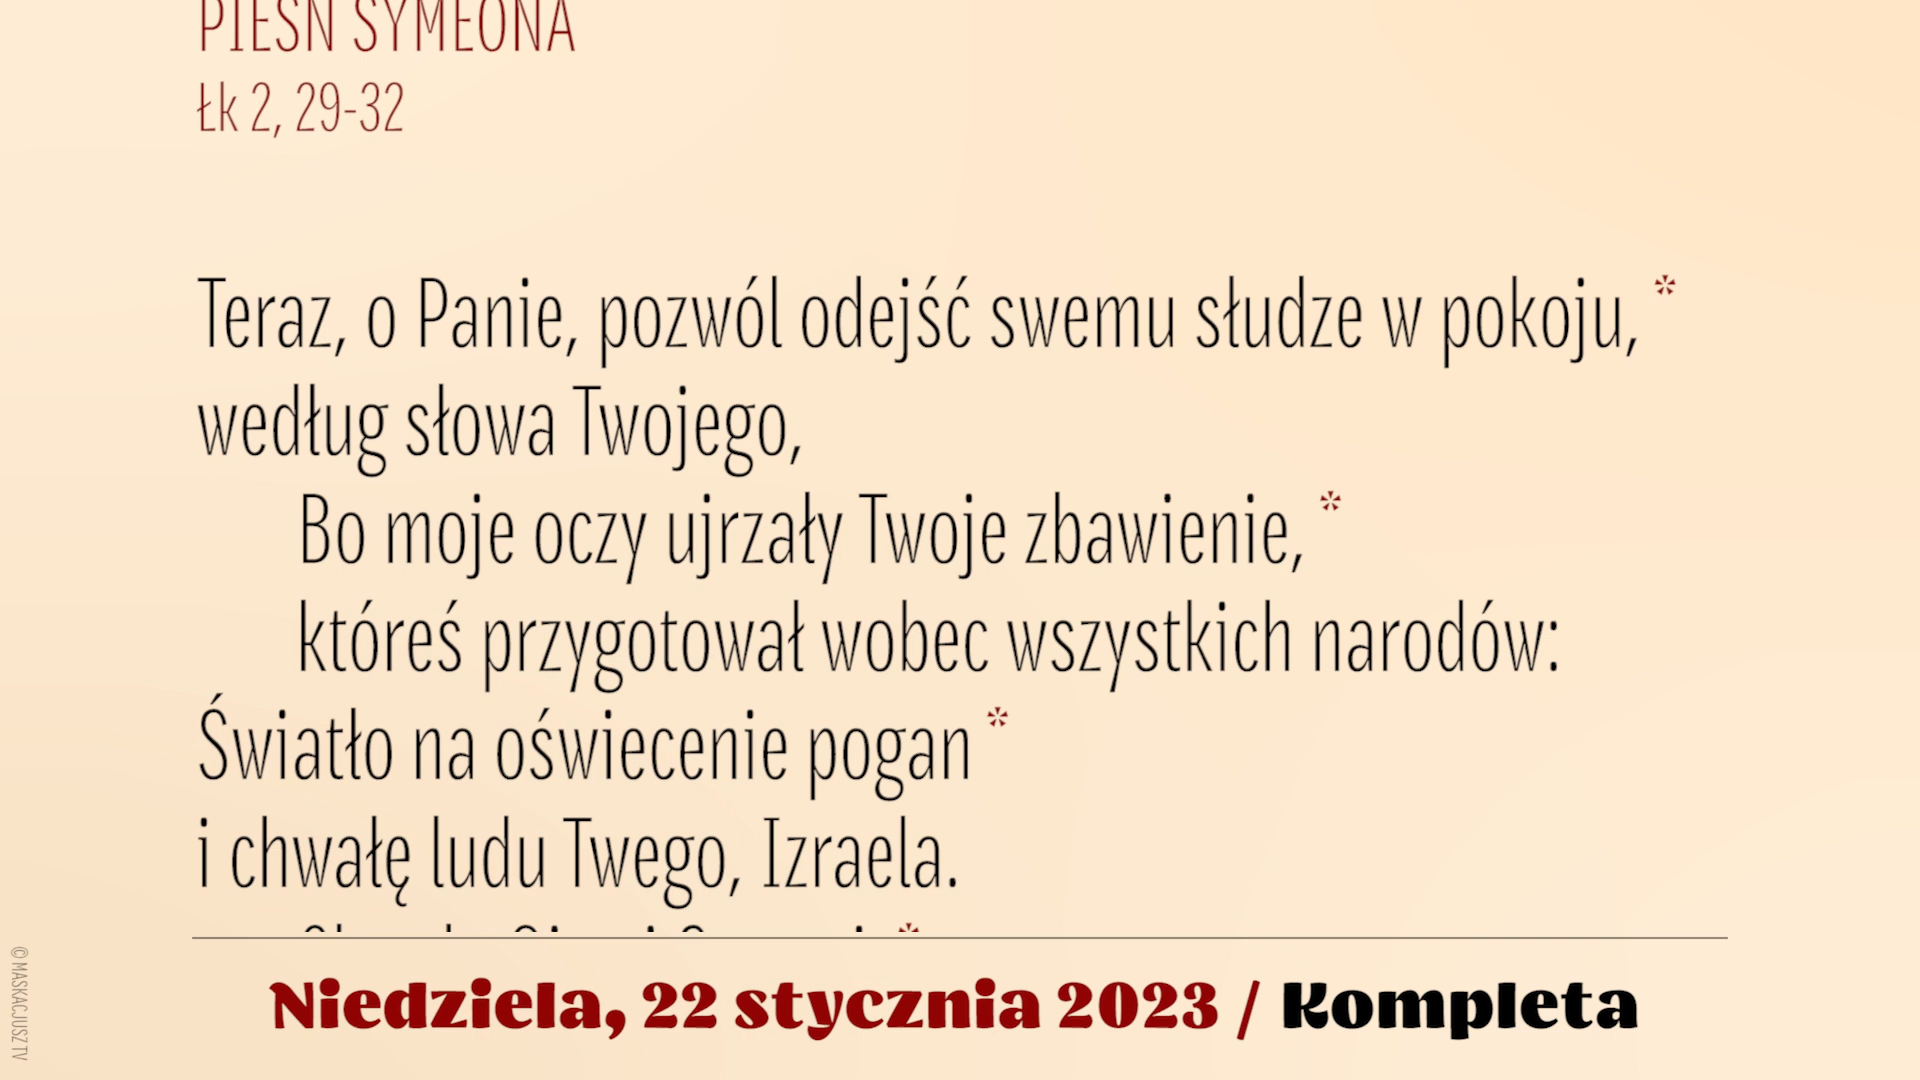 PIEŚŃ SYMEONA
Łk 2, 29-32
Teraz, o Panie, pozwól odejść swemu słudze w pokoju, *
według słowa Twojego,
Bo moje oczy ujrzały Twoje zbawienie, *
któreś przygotował wobec wszystkich narodów:
Światło na oświecenie pogan *
i chwałę ludu Twego, Izraela.
Niedziela, 22 stycznia 2023 / Kompleta
© MASKACJUSZ TV